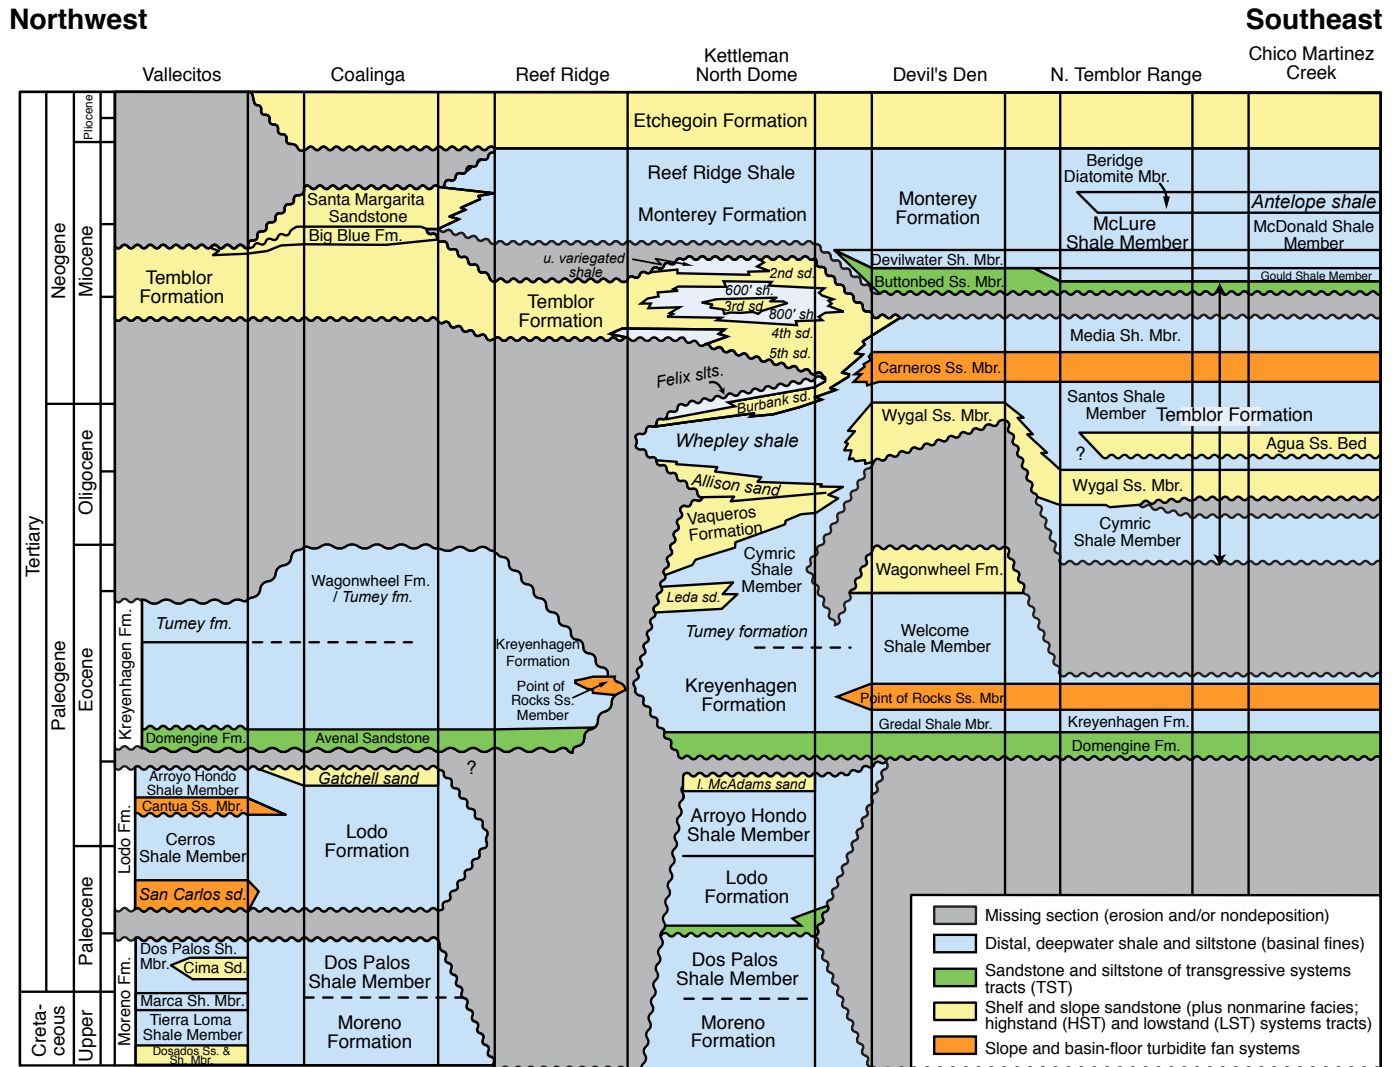 Northwest
Southeast
Vallecitos
Coalinga
Reef Ridge
Kettleman
North Dome
Devil's Den
N. Temblor Range
Chico Martinez
Creek
Tertiary
Creta-
ceous
Neogene
Paleogene
Upper
Pliocene
Miocene
Oligocene
Eocene
Paleocene
Kreyenhagen Fm.
Lodo Fm.
Moreno Fm.
Etchegoin Formation
Reef Ridge Shale
Monterey Formation
Monterey
Formation
Beridge
Diatomite Mbr.
Antelope shale
McLure
Shale Member
McDonald Shale
Member
Santa Margarita
Sandstone
Big Blue Fm.
u. variegated
shale
2nd sd.
600' sh.
3rd sd.
800' sh.
4th sd.
5th sd.
Devilwater Sh. Mbr.
Buttonbed Ss. Mbr.
Gould Shale Member
Temblor
Formation
Temblor
Formation
Media Sh. Mbr.
Carneros Ss. Mbr.
Felix slts.
Burbank sd.
Santos Shale
Member
Temblor Formation
Wygal Ss. Mbr.
Whepley shale
Agua Ss. Bed
?
Allison sand
Wygal Ss. Mbr.
Vaqueros
Formation
Cymric
Shale Member
Cymric
Shale
Member
Wagonwheel Fm.
Wagonwheel Fm.
/ Tumey fm.
Leda sd.
Tumey fm.
Tumey formation
Welcome
Shale Member
Kreyenhagen
Formation
Point of
Rocks Ss.
Member
Kreyenhagen
Formation
Point of Rocks Ss. Mbr
Gredal Shale Mbr.
Kreyenhagen Fm.
Domengine Fm.
Avenal Sandstone
Domengine Fm.
?
Arroyo Hondo
Shale Member
Gatchell sand
l. McAdams sand
Cantua Ss. Mbr.
Arroyo Hondo
Shale Member
Cerros
Shale Member
Lodo
Formation
Lodo
Formation
San Carlos sd.
Dos Palos Sh.
Mbr.
Cima Sd.
Dos Palos
Shale Member
Dos Palos
Shale Member
Marca Sh. Mbr.
Tierra Loma
Shale Member
Moreno
Formation
Moreno
Formation
Dosados Ss. &
Sh. Mbr.
Missing section (erosion and/or nondeposition)
Distal, deepwater shale and siltstone (basinal fines)
Sandstone and siltstone of transgressive systems
tracts (TST)
Shelf and slope sandstone (plus nonmarine facies;
highstand (HST) and lowstand (LST) systems tracts)
Slope and basin-floor turbidite fan systems